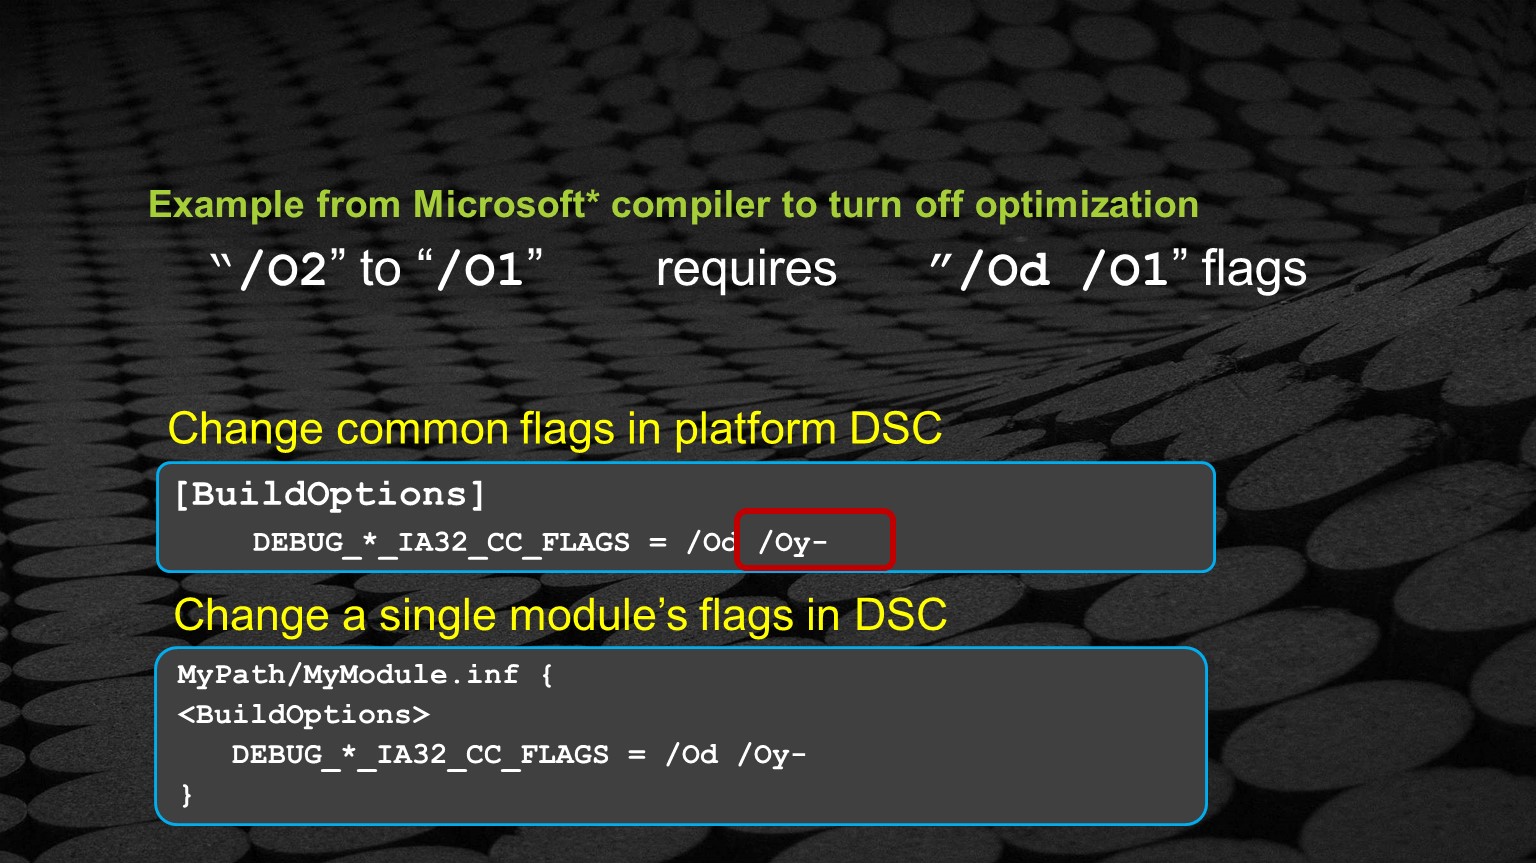 Example from Microsoft* compiler to turn off optimization
“/O2” to “/O1” requires ”/Od /O1” flags
Change common flags in platform DSC
[BuildOptions]
DEBUG_*_IA32_CC_FLAGS = /Od /Oy-
Change a single module’s flags in DSC
MyPath/MyModule.inf {
<BuildOptions>
DEBUG_*_IA32_CC_FLAGS = /Od /Oy-
}